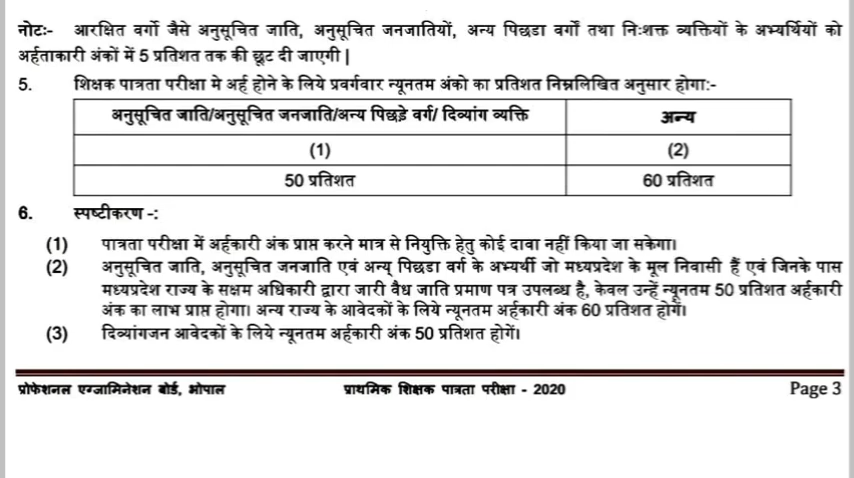 नोटः- आरक्षित वर्गो जैसे अनुसूचित जाति, अनुसूचित जनजातियों, अन्य पिछडा वर्गों तथा निःशक्त व्यक्तियों के अभ्यर्थियों को
अर्हताकारी अंकों में 5 प्रतिशत तक की छूट दी जाएगी |
5. शिक्षक पात्रता परीक्षा मे अर्ह होने के लिये प्रवर्गवार न्यूनतम अंको का प्रतिशत निम्नलिखित अनुसार होगाः-
अनुसूचित जाति/अनुसूचित जनजाति/अन्य पिछड़े वर्ग/ दिव्यांग व्यक्ति अन्य
(1) (2)
50 प्रतिशत 60 प्रतिशत
6. स्पष्टीकरण -:
(1) पात्रता परीक्षा में अर्हकारी अंक प्राप्त करने मात्र से नियुक्ति हेतु कोई दावा नहीं किया जा सकेगा।
(2) अनुसूचित जाति, अनुसूचित जनजाति एवं अन्य् पिछडा वर्ग के अभ्यर्थी जो मध्यप्रदेश के मूल निवासी हैं एवं जिनके पास
मध्यप्रदेश राज्य के सक्षम अधिकारी द्वारा जारी वैध जाति प्रमाण पत्र उपलब्ध है, केवल उन्हें न्यूनतम 50 प्रतिशत अर्हकारी
अंक का लाभ प्राप्त होगा। अन्य राज्य के आवेदकों के लिये न्यूनतम अर्हकारी अंक 60 प्रतिशत होगें।
(3) दिव्यांगजन आवेदकों के लिये न्यूनतम अर्हकारी अंक 50 प्रतिशत होगें।
प्रोफेशनल एग्जामिनेशन बोर्ड, भोपाल प्राथमिक शिक्षक पात्रता परीक्षा - 2020 Page 3